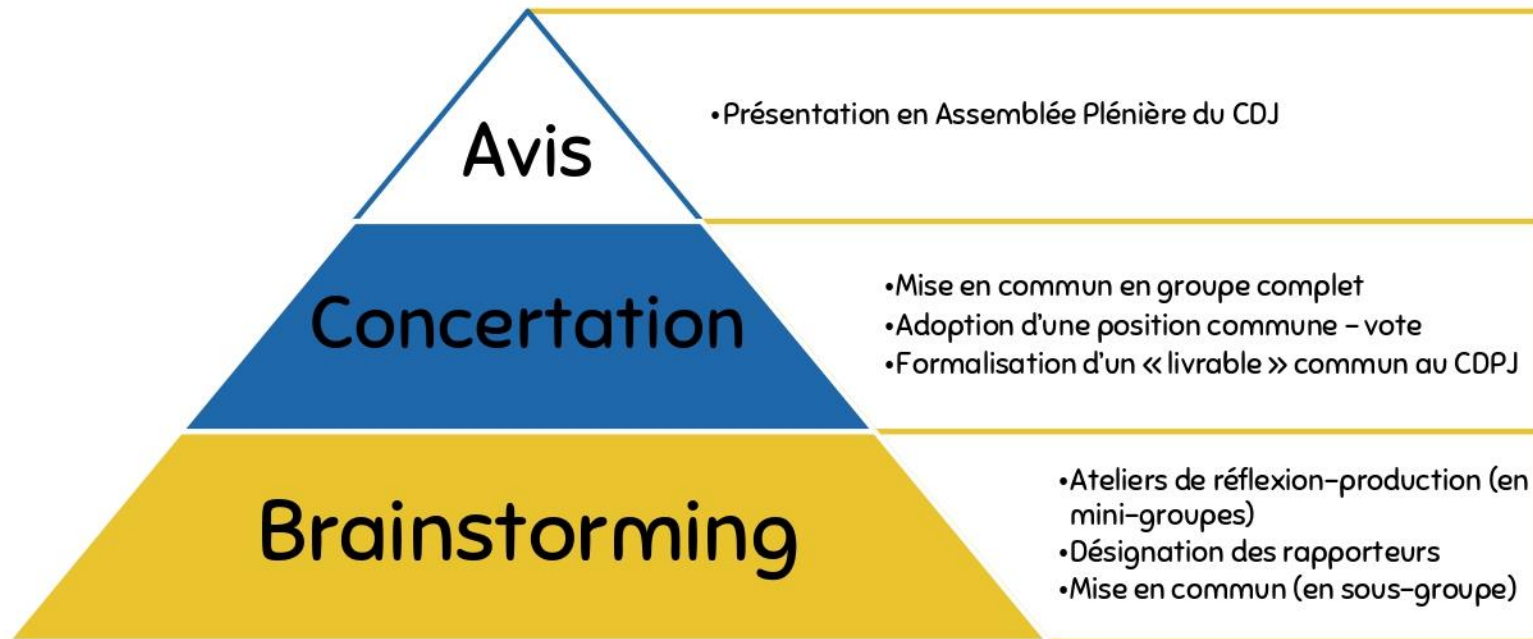 Avis
•Présentation en Assemblée Plénière du CDJ
Concertation
•Mise en commun en groupe complet
•Adoption d'une position commune – vote
•Formalisation d'un « livrable » commun au CDPJ
Brainstorming
•Ateliers de réflexion-production (en
mini-groupes)
•Désignation des rapporteurs
•Mise en commun (en sous-groupe)